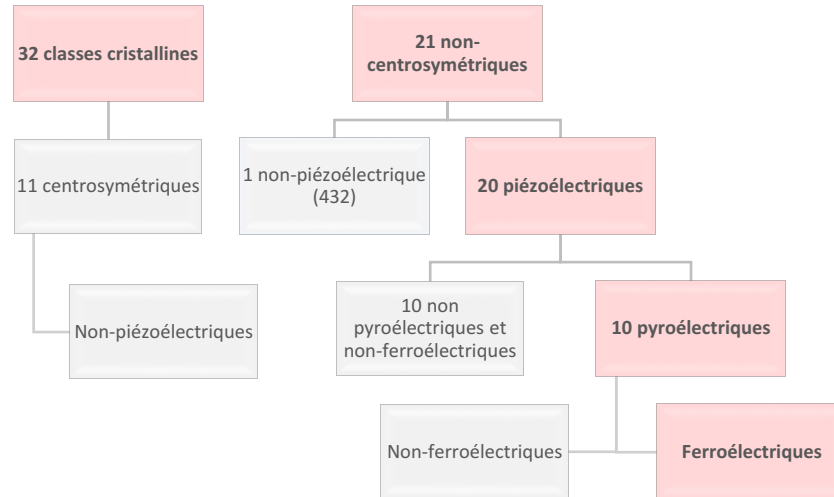 32 classes cristallines
21 non-
centrosymétriques
11 centrosymétriques
1 non-piézoélectrique
(432)
20 piézoélectriques
Non-piézoélectriques
10 non
pyroélectriques et
non-ferroélectriques
10 pyroélectriques
Non-ferroélectriques
Ferroélectriques